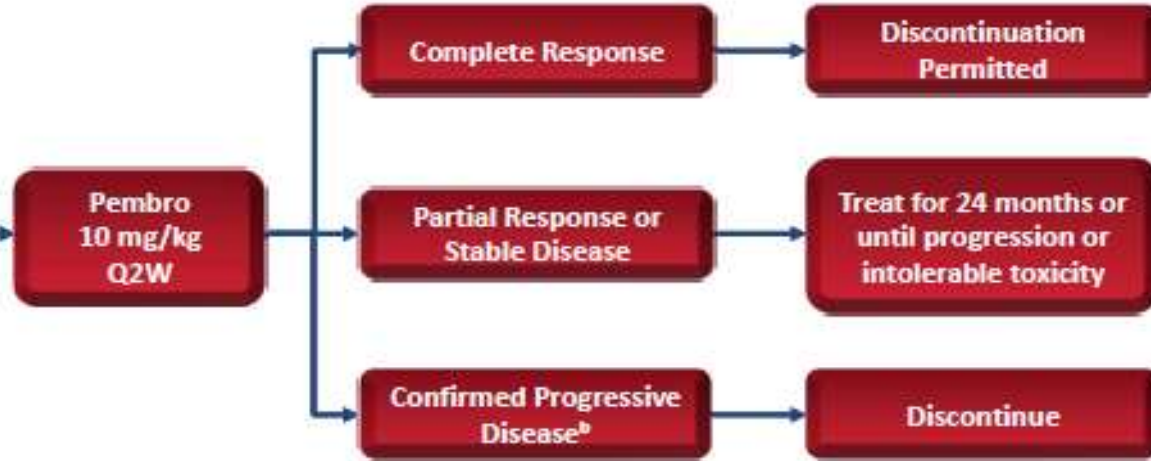 Complete Response
Discontinuation
Permitted
Pembro
10 mg/kg
Q2W
Partial Response or
Stable Disease
Treat for 24 months or
until progression or
intolerable toxicity
Confirmed Progressive
Diseaseᵇ
Discontinue